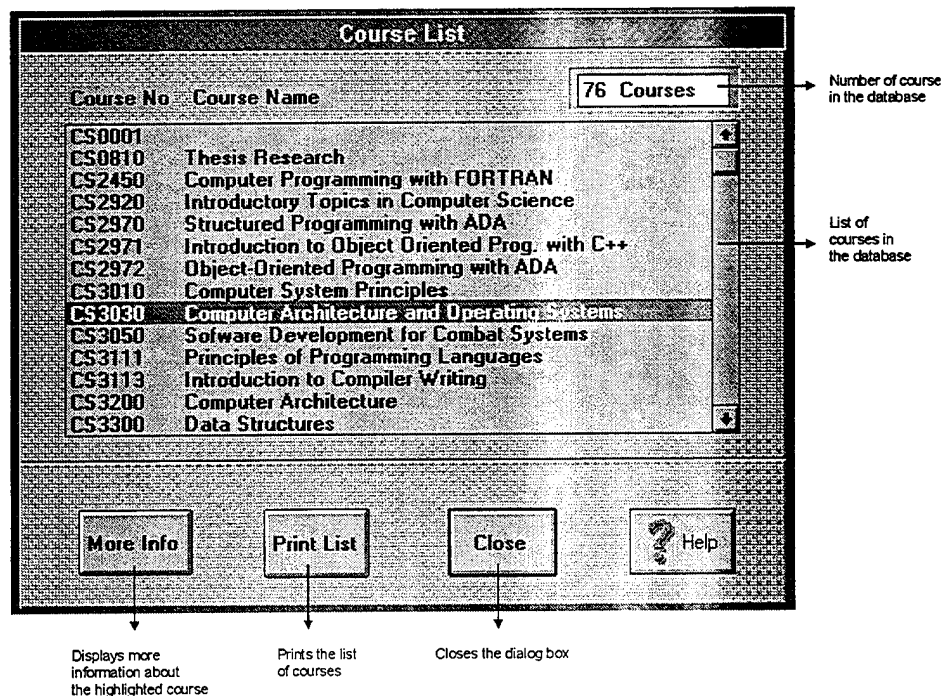 Course List
Course No Course Name
76 Courses
Number of course
in the database
CS0001
CS0810 Thesis Research
CS2450 Computer Programming with FORTRAN
CS2920 Introductory Topics in Computer Science
CS2970 Structured Programming with ADA
CS2971 Introduction to Object Oriented Prog. with C++
CS2972 Object-Oriented Programming with ADA
CS3010 Computer System Principles
CS3030 Computer Architecture and Operating Systems
CS3050 Sofware Development for Combat Systems
CS3111 Principles of Programming Languages
CS3113 Introduction to Compiler Writing
CS3200 Computer Architecture
CS3300 Data Structures
List of
courses in
the database
More Info
Print List
Close
? Help
Displays more
information about
the highlighted course
Prints the list
of courses
Closes the dialog box